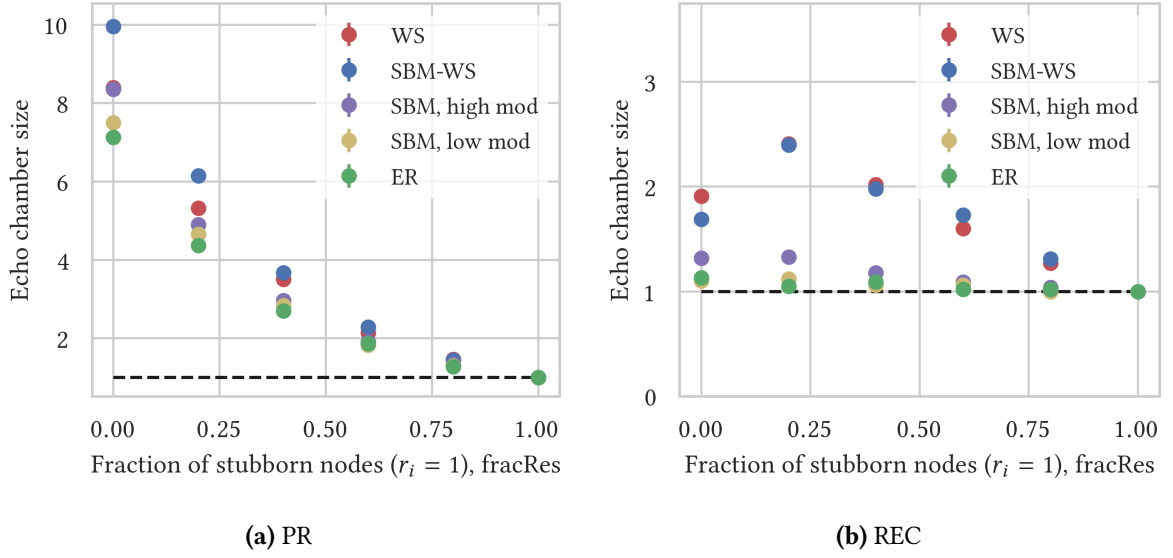 10
8
6
4
2
Echo chamber size
WS
SBM-WS
SBM, high mod
SBM, low mod
ER
0.00 0.25 0.50 0.75 1.00
Fraction of stubborn nodes (rᵢ = 1), fracRes
(a) PR
3
2
1
0
Echo chamber size
WS
SBM-WS
SBM, high mod
SBM, low mod
ER
0.00 0.25 0.50 0.75 1.00
Fraction of stubborn nodes (rᵢ = 1), fracRes
(b) REC